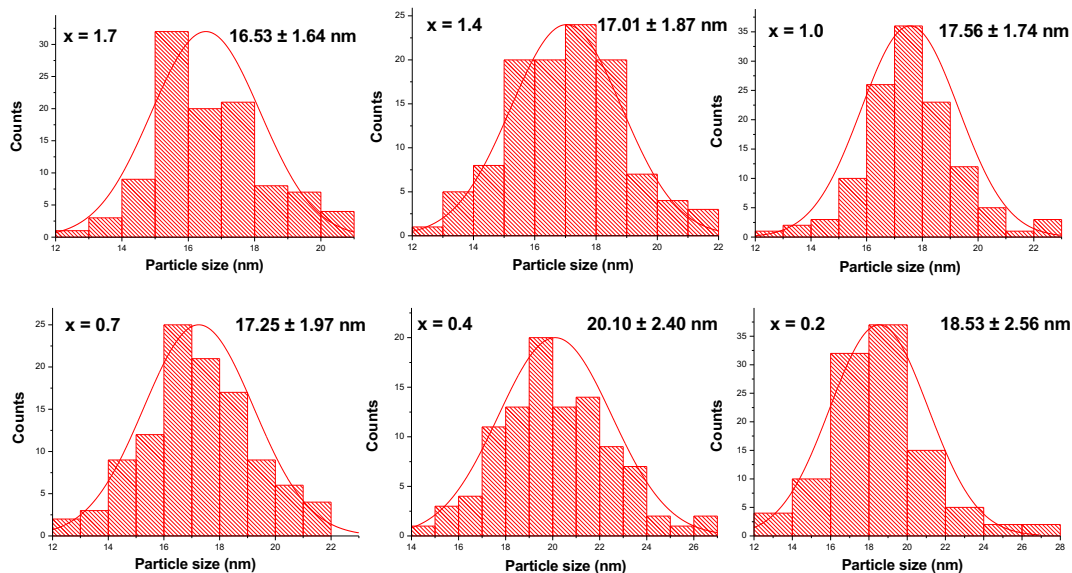 x = 1.7 16.53 ± 1.64 nm
30
25
20
15
10
5
0
Counts
12 14 16 18 20
Particle size (nm)
x = 1.4 17.01 ± 1.87 nm
25
20
15
10
5
0
Counts
12 14 16 18 20 22
Particle size (nm)
x = 1.0 17.56 ± 1.74 nm
35
30
25
20
15
10
5
0
Counts
12 14 16 18 20 22
Particle size (nm)
x = 0.7 17.25 ± 1.97 nm
25
20
15
10
5
0
Counts
12 14 16 18 20 22
Particle size (nm)
x = 0.4 20.10 ± 2.40 nm
20
15
10
5
0
Counts
14 16 18 20 22 24 26
Particle size (nm)
x = 0.2 18.53 ± 2.56 nm
35
30
25
20
15
10
5
0
Counts
12 14 16 18 20 22 24 26 28
Particle size (nm)